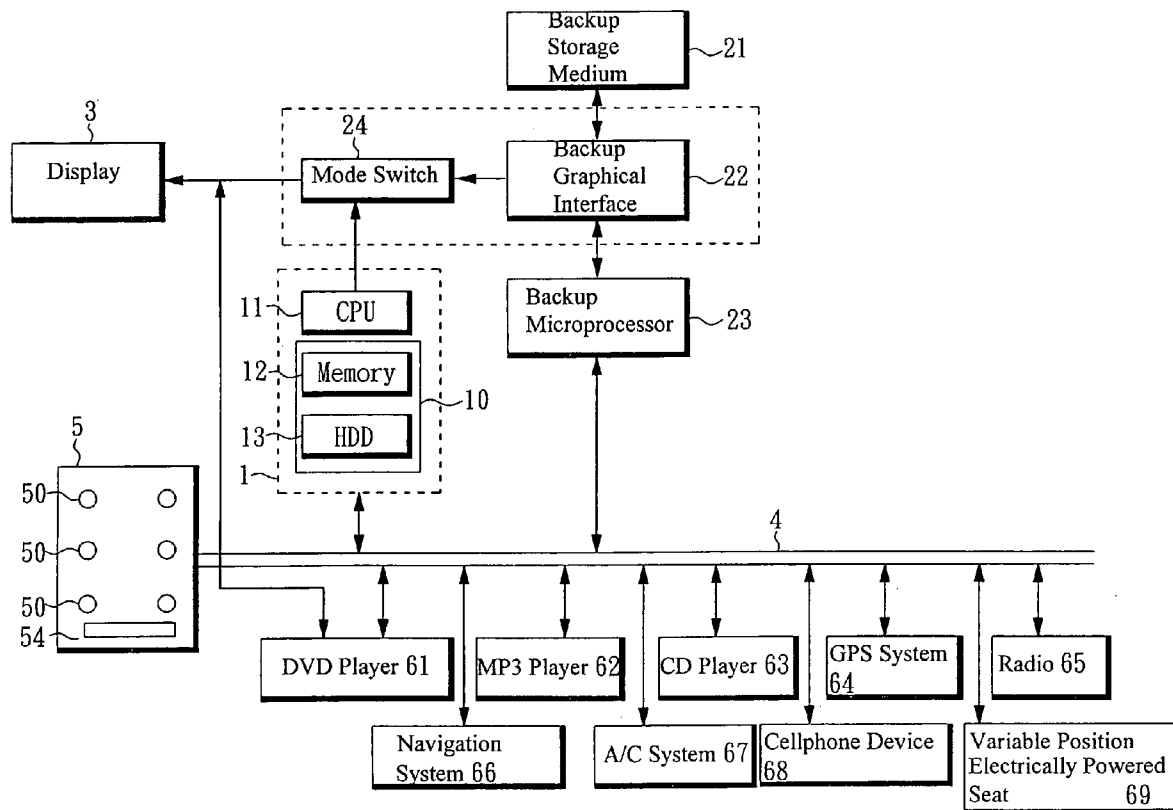 Backup
Storage
Medium
21
3
Display
24
Mode Switch
Backup
Graphical
Interface
22
11
CPU
12
Memory
10
13
HDD
1
Backup
Microprocessor
23
5
50
50
50
54
4
DVD Player 61
MP3 Player 62
CD Player 63
GPS System
64
Radio 65
Navigation
System 66
A/C System 67
Cellphone Device
68
Variable Position
Electrically Powered
Seat 69